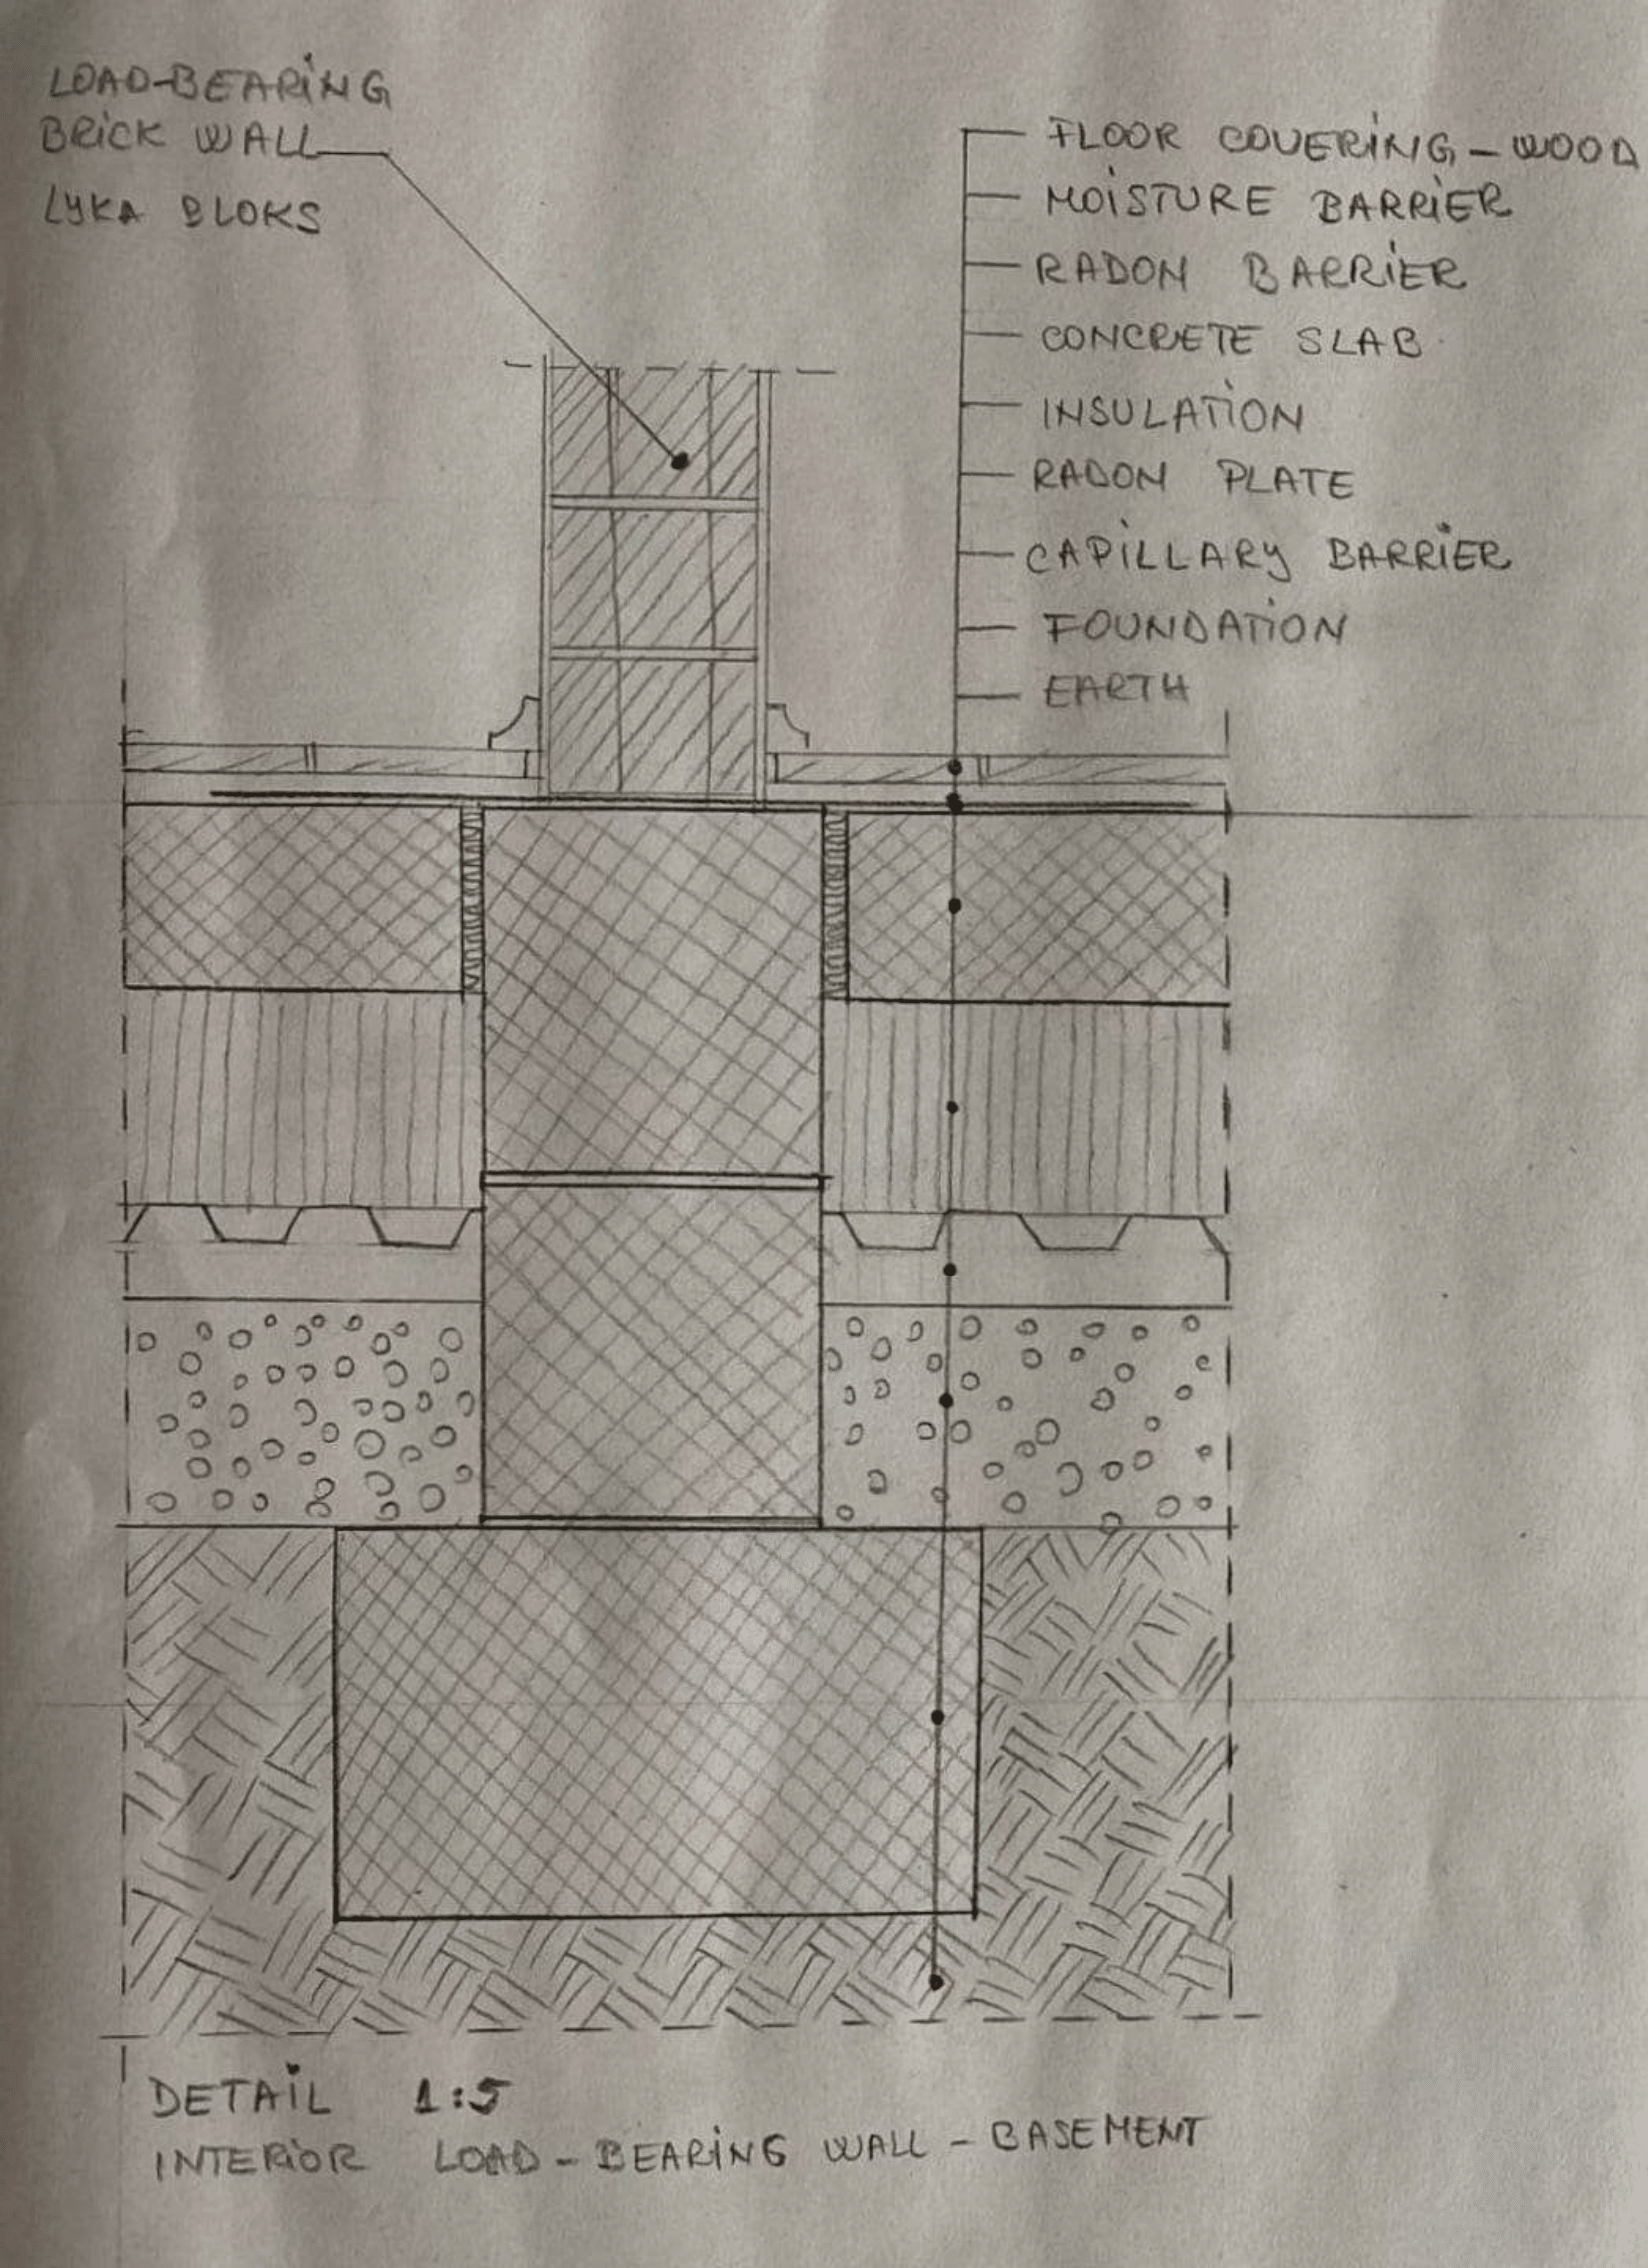 LOAD-BEARING
BRICK WALL
LYKA BLOKS
FLOOR COVERING - WOOD
MOISTURE BARRIER
RADON BARRIER
CONCRETE SLAB
INSULATION
RADON PLATE
CAPILLARY BARRIER
FOUNDATION
EARTH
DETAIL 1:5
INTERIOR LOAD-BEARING WALL - BASEMENT